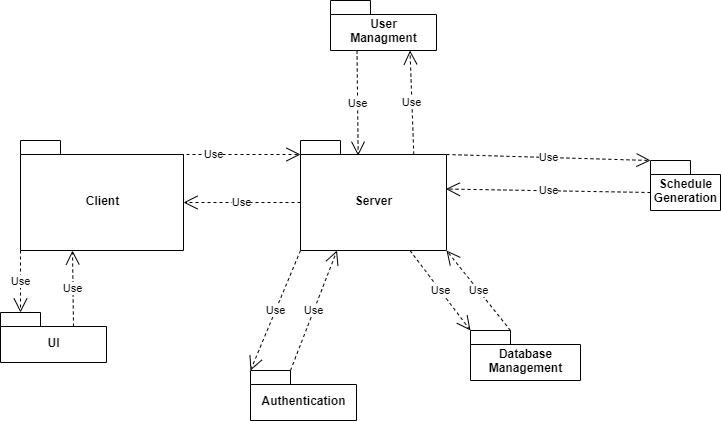 User
Managment
Use
Use
Use
Use
Client
Use
Server
Use
Schedule
Generation
Use
Use
Use
Use
Use
Use
Use
UI
Database
Management
Authentication